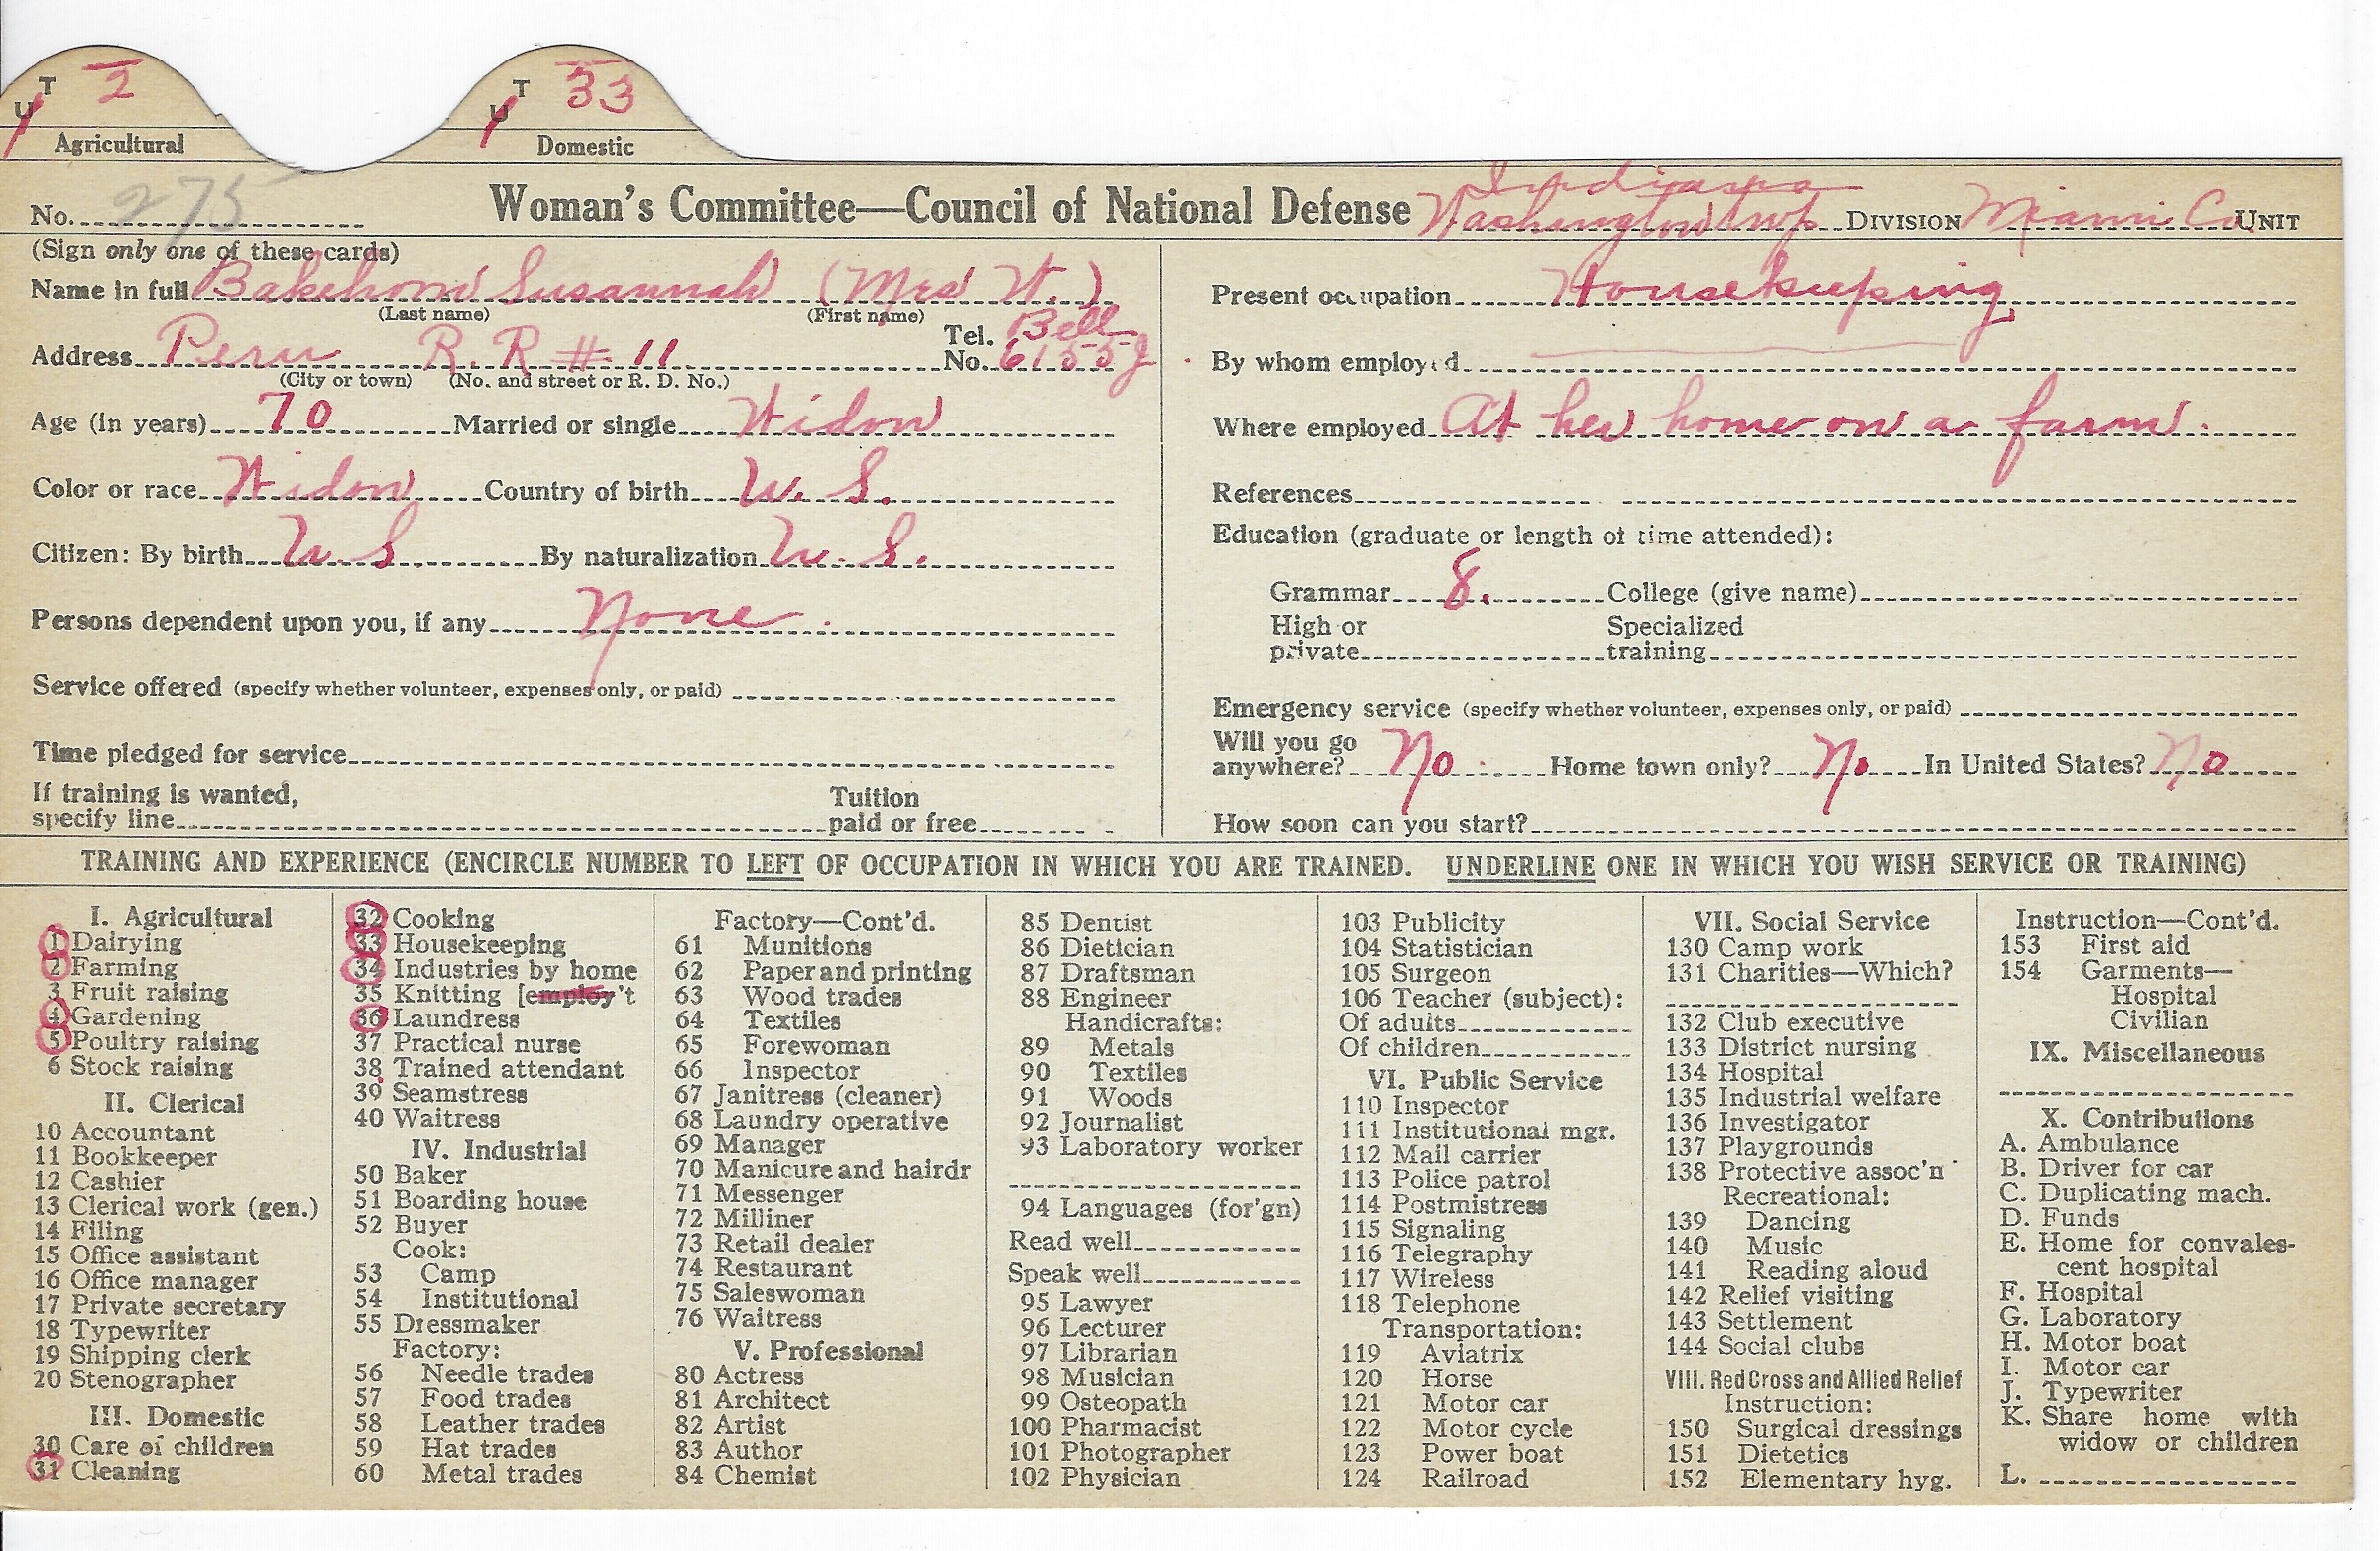 T 2
U
Agricultural
T 33
U
Domestic
No. 275
Woman's Committee—Council of National Defense
Indiana
Washington twp DIVISION Miami Co. UNIT
(Sign only one of these cards)
Name in full Bakehorn Susannah (Mrs W.)
(Last name) (First name)
Address Peru R. R # 11 Tel. No. Bell 6155J
(City or town) (No. and street or R. D. No.)
Age (in years) 70 Married or single Widow
Color or race Widow Country of birth U. S.
Citizen: By birth U. S. By naturalization U. S.
Persons dependent upon you, if any None
Service offered (specify whether volunteer, expenses only, or paid)
Time pledged for service
If training is wanted,
specify line Tuition paid or free
Present occupation Housekeeping
By whom employed
Where employed At her home on a farm.
References
Education (graduate or length of time attended):
Grammar 8. College (give name)
High or private Specialized training
Emergency service (specify whether volunteer, expenses only, or paid)
Will you go anywhere? No Home town only? No In United States? No
How soon can you start?
TRAINING AND EXPERIENCE (ENCIRCLE NUMBER TO LEFT OF OCCUPATION IN WHICH YOU ARE TRAINED. UNDERLINE ONE IN WHICH YOU WISH SERVICE OR TRAINING)
I. Agricultural
1 Dairying
2 Farming
3 Fruit raising
4 Gardening
5 Poultry raising
6 Stock raising
II. Clerical
10 Accountant
11 Bookkeeper
12 Cashier
13 Clerical work (gen.)
14 Filing
15 Office assistant
16 Office manager
17 Private secretary
18 Typewriter
19 Shipping clerk
20 Stenographer
III. Domestic
30 Care of children
31 Cleaning
32 Cooking
33 Housekeeping
34 Industries by home
35 Knitting [employ't
36 Laundress
37 Practical nurse
38 Trained attendant
39 Seamstress
40 Waitress
IV. Industrial
50 Baker
51 Boarding house
52 Buyer
Cook:
53 Camp
54 Institutional
55 Dressmaker
Factory:
56 Needle trades
57 Food trades
58 Leather trades
59 Hat trades
60 Metal trades
Factory—Cont'd.
61 Munitions
62 Paper and printing
63 Wood trades
64 Textiles
65 Forewoman
66 Inspector
67 Janitress (cleaner)
68 Laundry operative
69 Manager
70 Manicure and hairdr
71 Messenger
72 Milliner
73 Retail dealer
74 Restaurant
75 Saleswoman
76 Waitress
V. Professional
80 Actress
81 Architect
82 Artist
83 Author
84 Chemist
85 Dentist
86 Dietician
87 Draftsman
88 Engineer
Handicrafts:
89 Metals
90 Textiles
91 Woods
92 Journalist
93 Laboratory worker
94 Languages (for'gn)
Read well
Speak well
95 Lawyer
96 Lecturer
97 Librarian
98 Musician
99 Osteopath
100 Pharmacist
101 Photographer
102 Physician
103 Publicity
104 Statistician
105 Surgeon
106 Teacher (subject):
Of adults
Of children
VI. Public Service
110 Inspector
111 Institutional mgr.
112 Mail carrier
113 Police patrol
114 Postmistress
115 Signaling
116 Telegraphy
117 Wireless
118 Telephone
Transportation:
119 Aviatrix
120 Horse
121 Motor car
122 Motor cycle
123 Power boat
124 Railroad
VII. Social Service
130 Camp work
131 Charities—Which?
132 Club executive
133 District nursing
134 Hospital
135 Industrial welfare
136 Investigator
137 Playgrounds
138 Protective assoc'n
Recreational:
139 Dancing
140 Music
141 Reading aloud
142 Relief visiting
143 Settlement
144 Social clubs
VIII. Red Cross and Allied Relief
Instruction:
150 Surgical dressings
151 Dietetics
152 Elementary hyg.
Instruction—Cont'd.
153 First aid
154 Garments—
Hospital
Civilian
IX. Miscellaneous
X. Contributions
A. Ambulance
B. Driver for car
C. Duplicating mach.
D. Funds
E. Home for convales-
cent hospital
F. Hospital
G. Laboratory
H. Motor boat
I. Motor car
J. Typewriter
K. Share home with
widow or children
L.